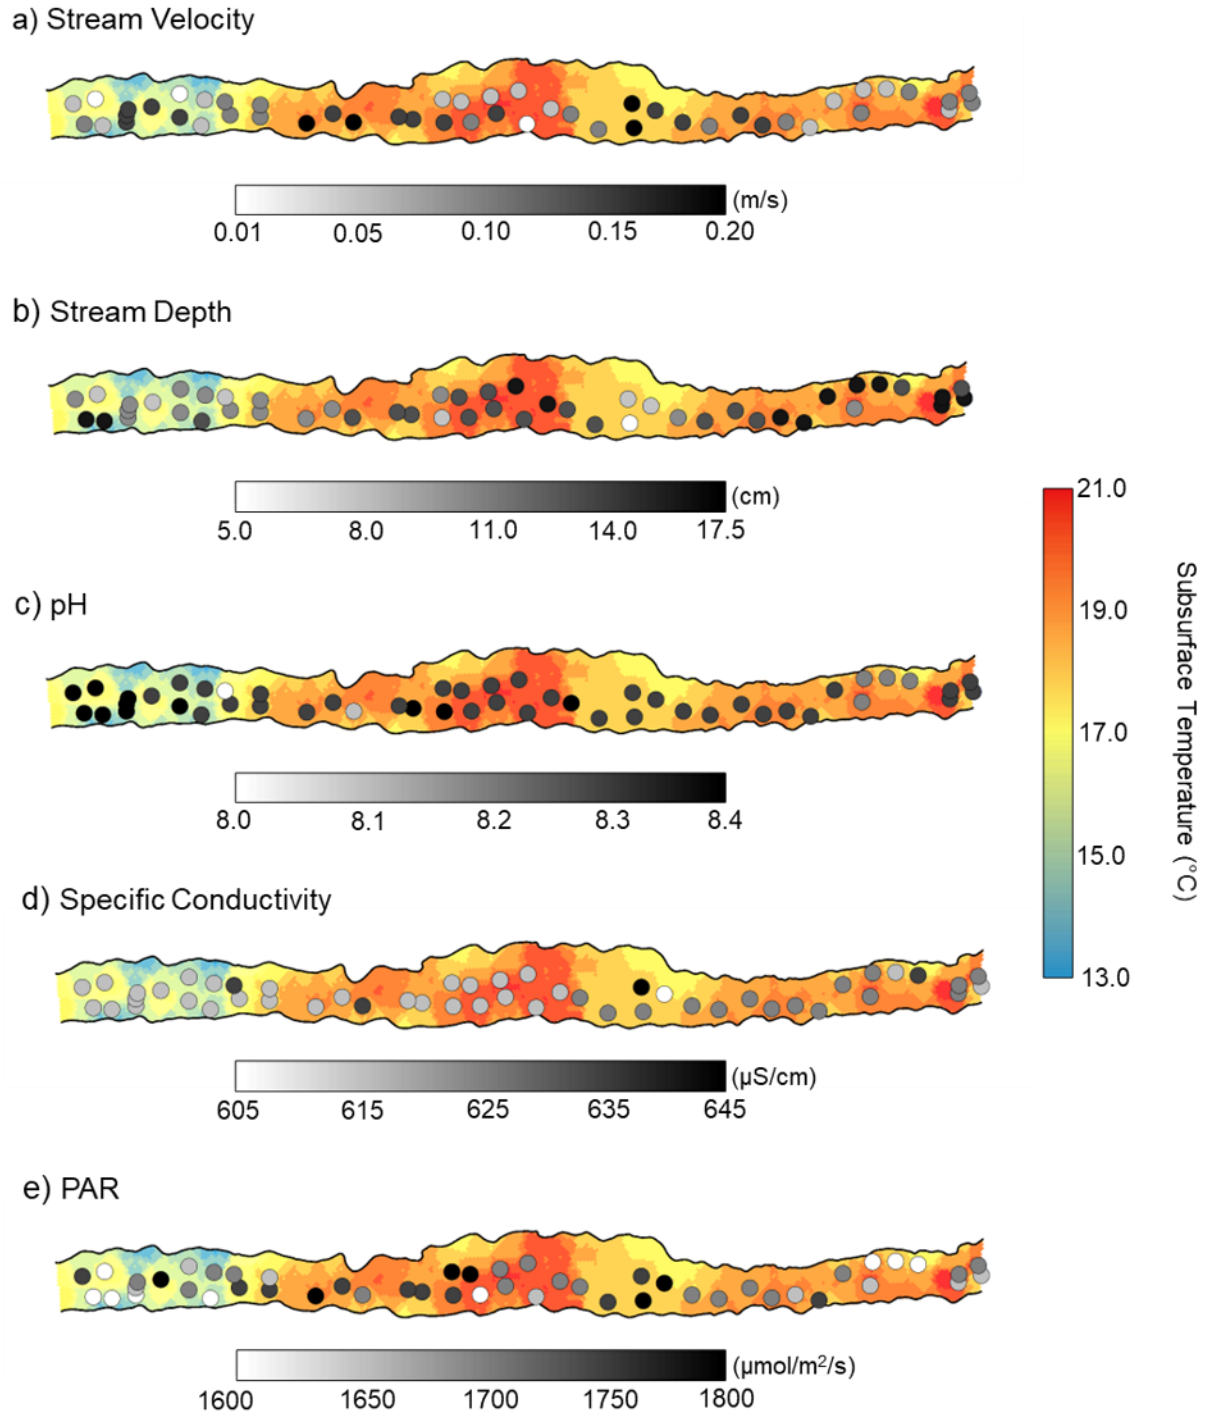 a) Stream Velocity
(m/s)
0.01 0.05 0.10 0.15 0.20
b) Stream Depth
(cm)
5.0 8.0 11.0 14.0 17.5
c) pH
8.0 8.1 8.2 8.3 8.4
d) Specific Conductivity
(µS/cm)
605 615 625 635 645
e) PAR
(µmol/m²/s)
1600 1650 1700 1750 1800
21.0
19.0
17.0
15.0
13.0
Subsurface Temperature (°C)